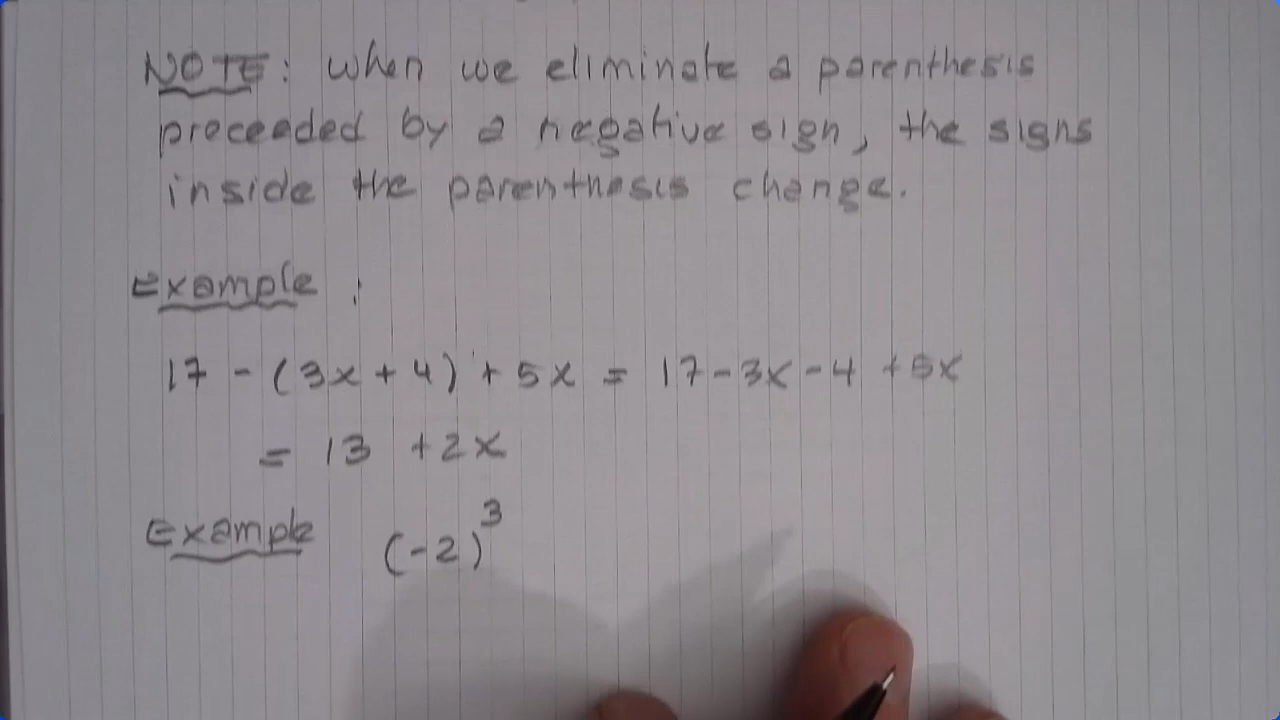 NOTE: When we eliminate a parenthesis
preceeded by a negative sign, the signs
inside the parenthesis change.
Example:
17 - (3x + 4) + 5x = 17 - 3x - 4 + 5x
= 13 + 2x
Example (-2)³